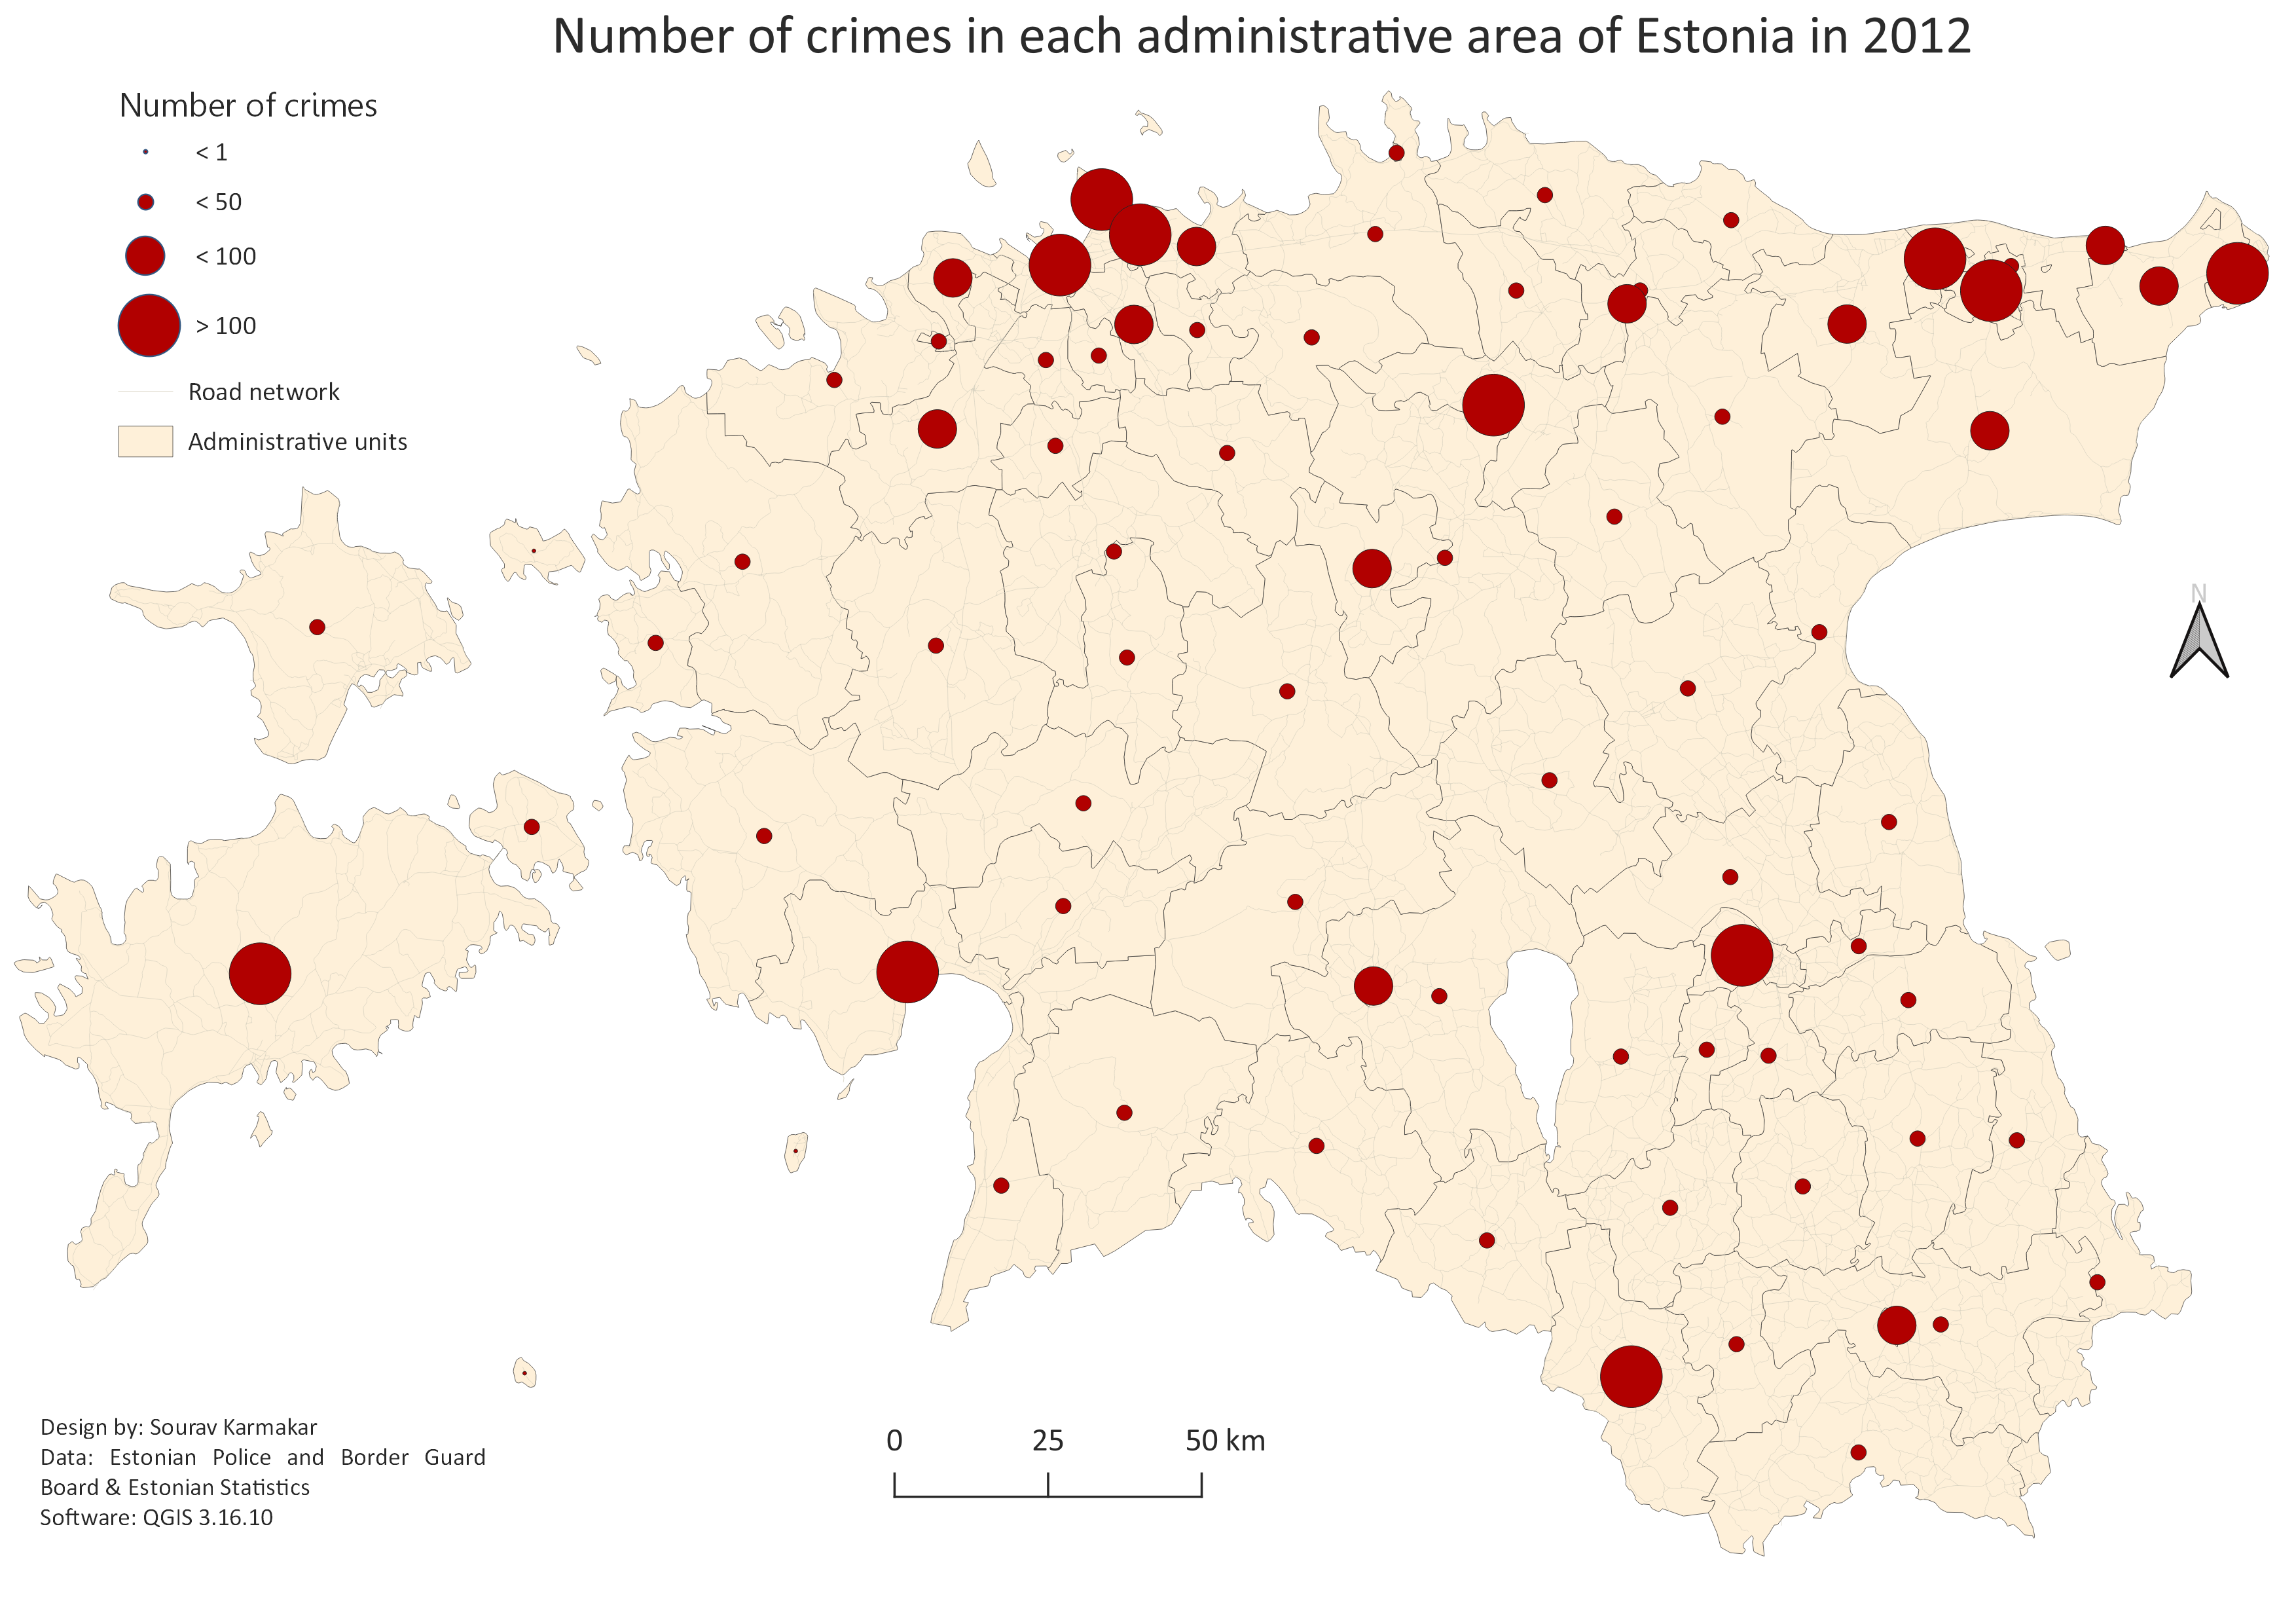 Number of crimes in each administrative area of Estonia in 2012
Number of crimes
< 1
< 50
< 100
> 100
Road network
Administrative units
N
Design by: Sourav Karmakar
Data: Estonian Police and Border Guard
Board & Estonian Statistics
Software: QGIS 3.16.10
0 25 50 km